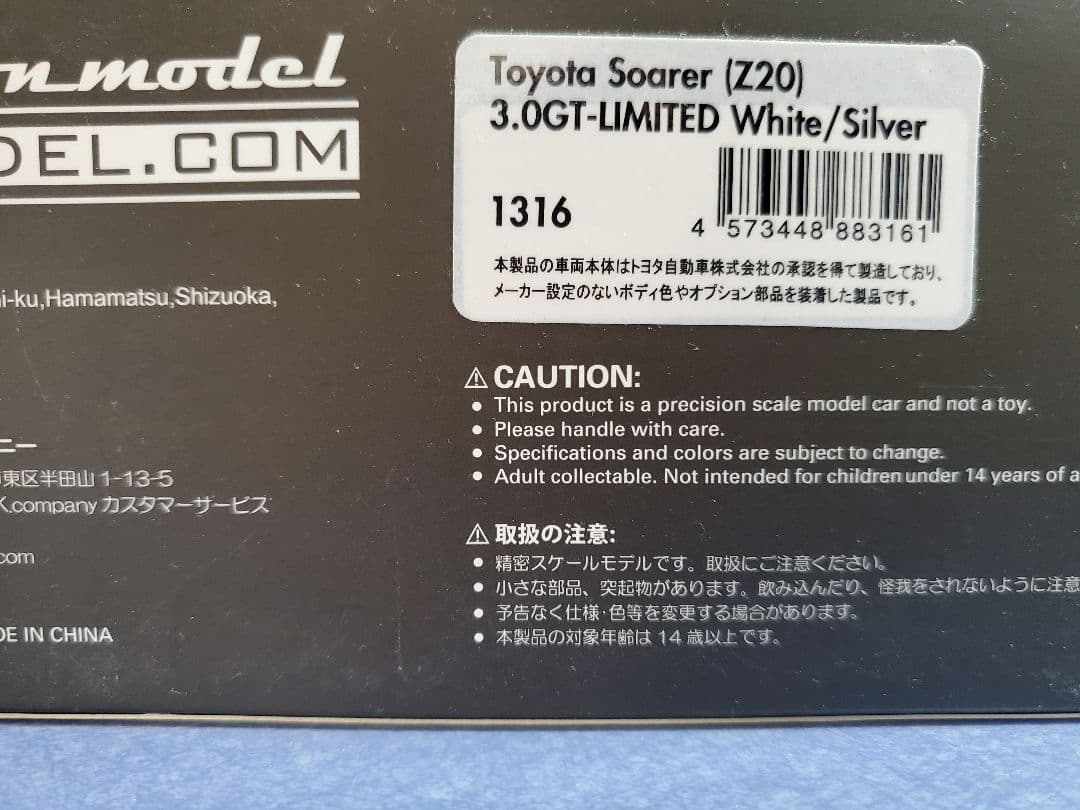 n model
DEL.COM
Toyota Soarer (Z20)
3.0GT-LIMITED White/Silver
1316
4 573448 883161
本製品の車両本体はトヨタ自動車株式会社の承認を得て製造しており、
メーカー設定のないボディ色やオプション部品を装着した製品です。
i-ku,Hamamatsu,Shizuoka,
ニー
東区半田山1-13-5
K.company カスタマーサービス
com
DE IN CHINA
⚠ CAUTION:
● This product is a precision scale model car and not a toy.
● Please handle with care.
● Specifications and colors are subject to change.
● Adult collectable. Not intended for children under 14 years of a
⚠ 取扱の注意:
● 精密スケールモデルです。取扱にご注意ください。
● 小さな部品、突起物があります。飲み込んだり、怪我をされないように注意
● 予告なく仕様・色等を変更する場合があります。
● 本製品の対象年齢は 14 歳以上です。